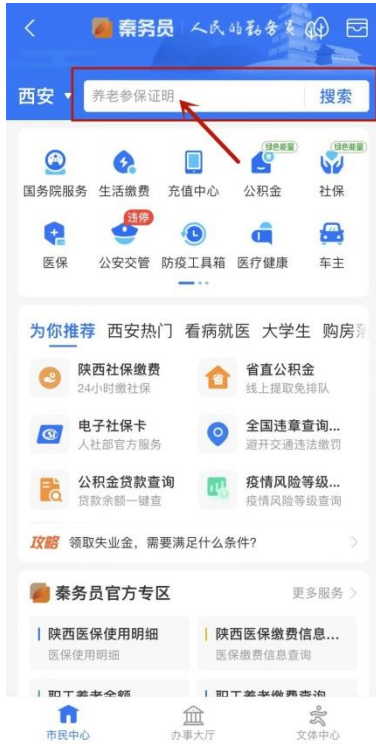 秦务员 人民的勤务员
西安 养老参保证明 搜索
绿色能量 绿色能量
国务院服务 生活缴费 充值中心 公积金 社保
违停
医保 公安交管 防疫工具箱 医疗健康 车主
为你推荐 西安热门 看病就医 大学生 购房
陕西社保缴费 省 省直公积金
24小时缴社保 线上提取免排队
电子社保卡 全国违章查询...
人社部官方服务 避开交通违法缴罚
公积金贷款查询 疫情风险等级...
贷款余额一键查 疫情风险等级查询
攻略 领取失业金，需要满足什么条件？
秦务员官方专区 更多服务
陕西医保使用明细 陕西医保缴费信息...
医保使用明细 医保缴费信息查询
职工养老金额 职工养老缴费查询
市民中心 办事大厅 文体中心